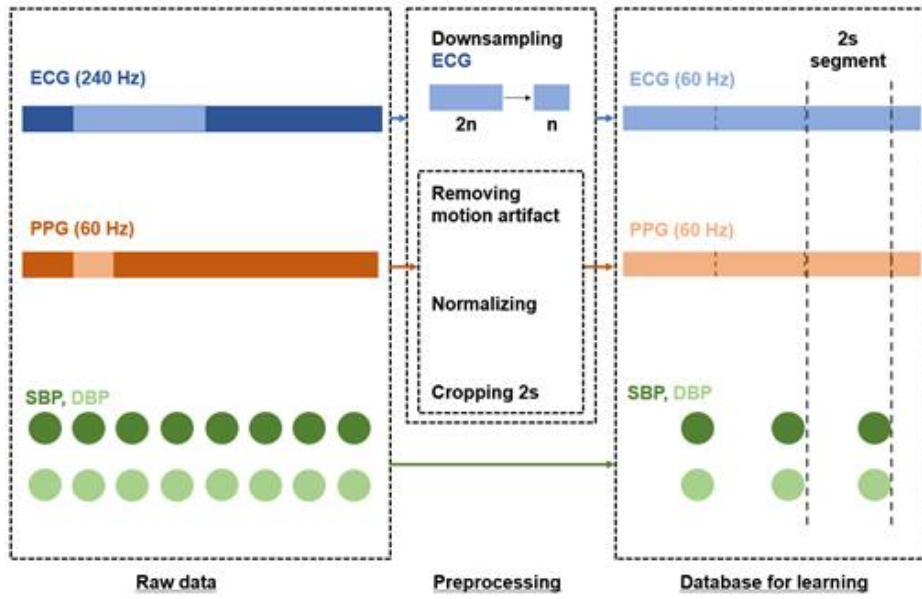 ECG (240 Hz)
PPG (60 Hz)
SBP, DBP
Raw data
Downsampling
ECG
2n
n
Removing
motion artifact
Normalizing
Cropping 2s
Preprocessing
2s
segment
ECG (60 Hz)
PPG (60 Hz)
SBP, DBP
Database for learning